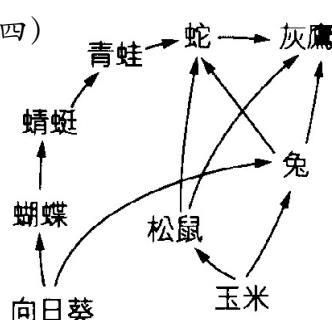 四）
青蛙 蛇 灰鹰
蜻蜓
兔
蝴蝶 松鼠
向日葵 玉米